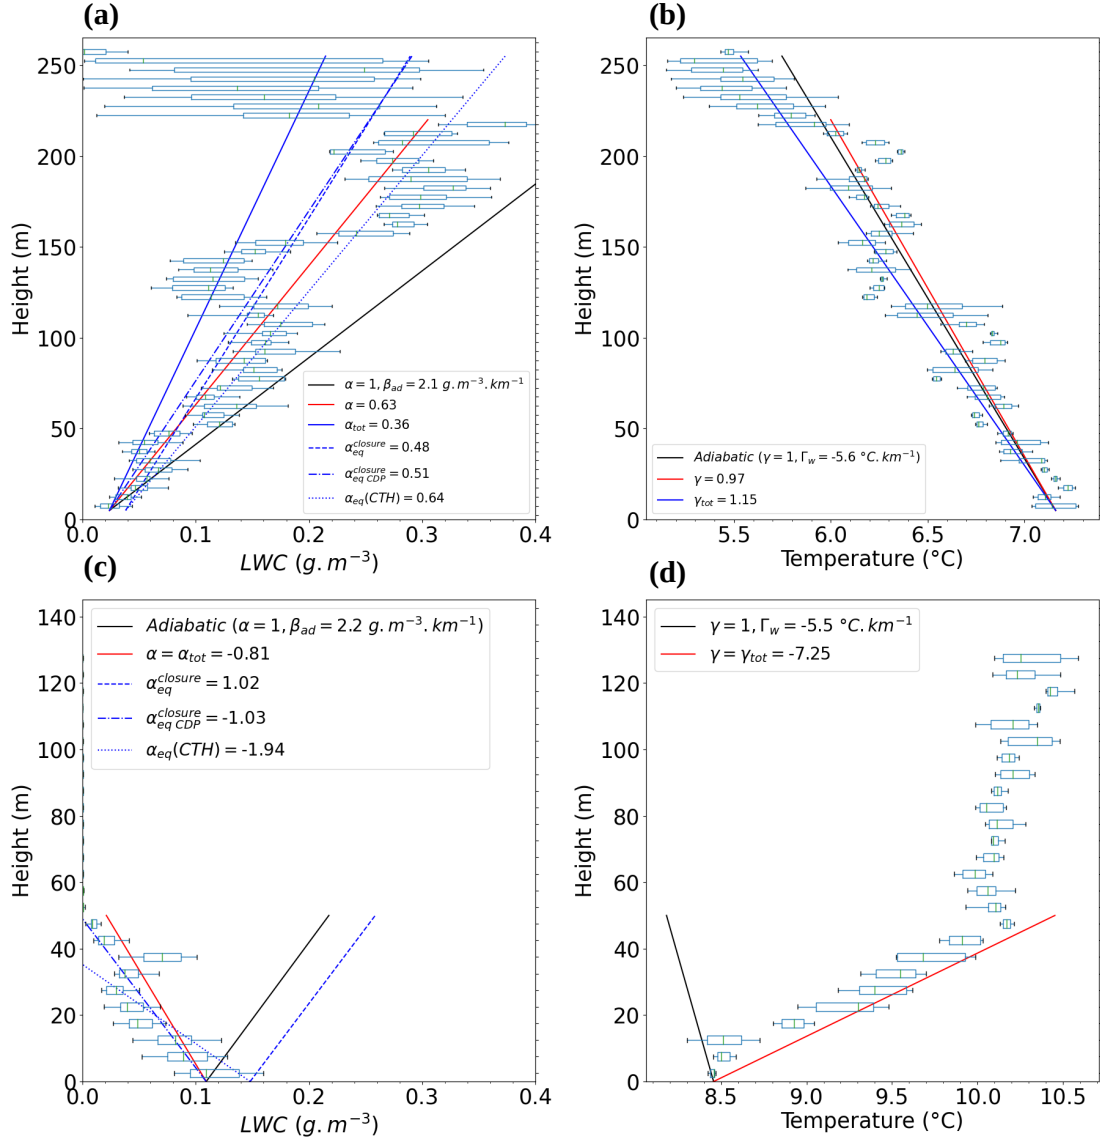 (a)
(b)
250
200
150
100
50
0
Height (m)
α = 1, β_ad = 2.1 g.m⁻³.km⁻¹
α = 0.63
α_tot = 0.36
α_eq^closure = 0.48
α_eq CDP^closure = 0.51
α_eq(CTH) = 0.64
0.0 0.1 0.2 0.3 0.4
LWC (g.m⁻³)
250
200
150
100
50
0
Height (m)
Adiabatic (γ = 1, Γ_w = -5.6 °C.km⁻¹)
γ = 0.97
γ_tot = 1.15
5.5 6.0 6.5 7.0
Temperature (°C)
(c)
(d)
140
120
100
80
60
40
20
0
Height (m)
Adiabatic (α = 1, β_ad = 2.2 g.m⁻³.km⁻¹)
α = α_tot = -0.81
α_eq^closure = 1.02
α_eq CDP^closure = -1.03
α_eq(CTH) = -1.94
0.0 0.1 0.2 0.3 0.4
LWC (g.m⁻³)
140
120
100
80
60
40
20
0
Height (m)
γ = 1, Γ_w = -5.5 °C.km⁻¹
γ = γ_tot = -7.25
8.5 9.0 9.5 10.0 10.5
Temperature (°C)